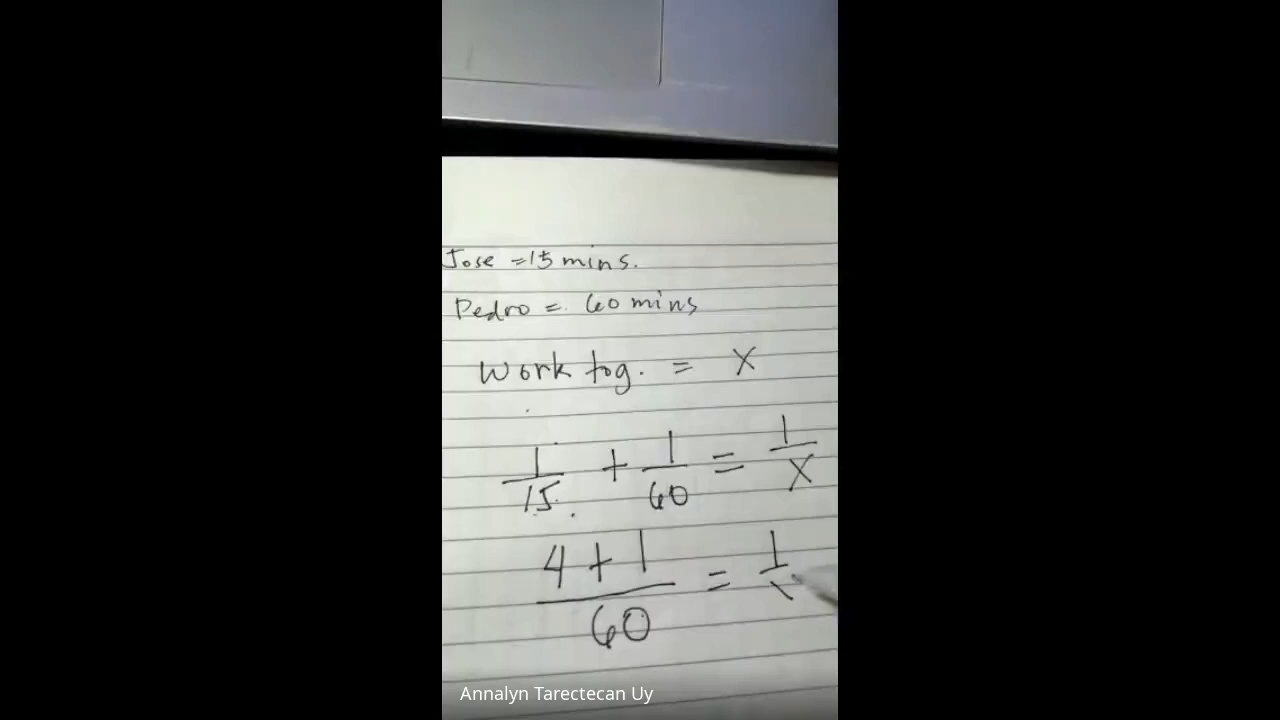 Jose = 15 mins.
Pedro = 60 mins
Work tog. = X
1/15 + 1/60 = 1/X
4 + 1/60 = 1/
Annalyn Tarectecan Uy